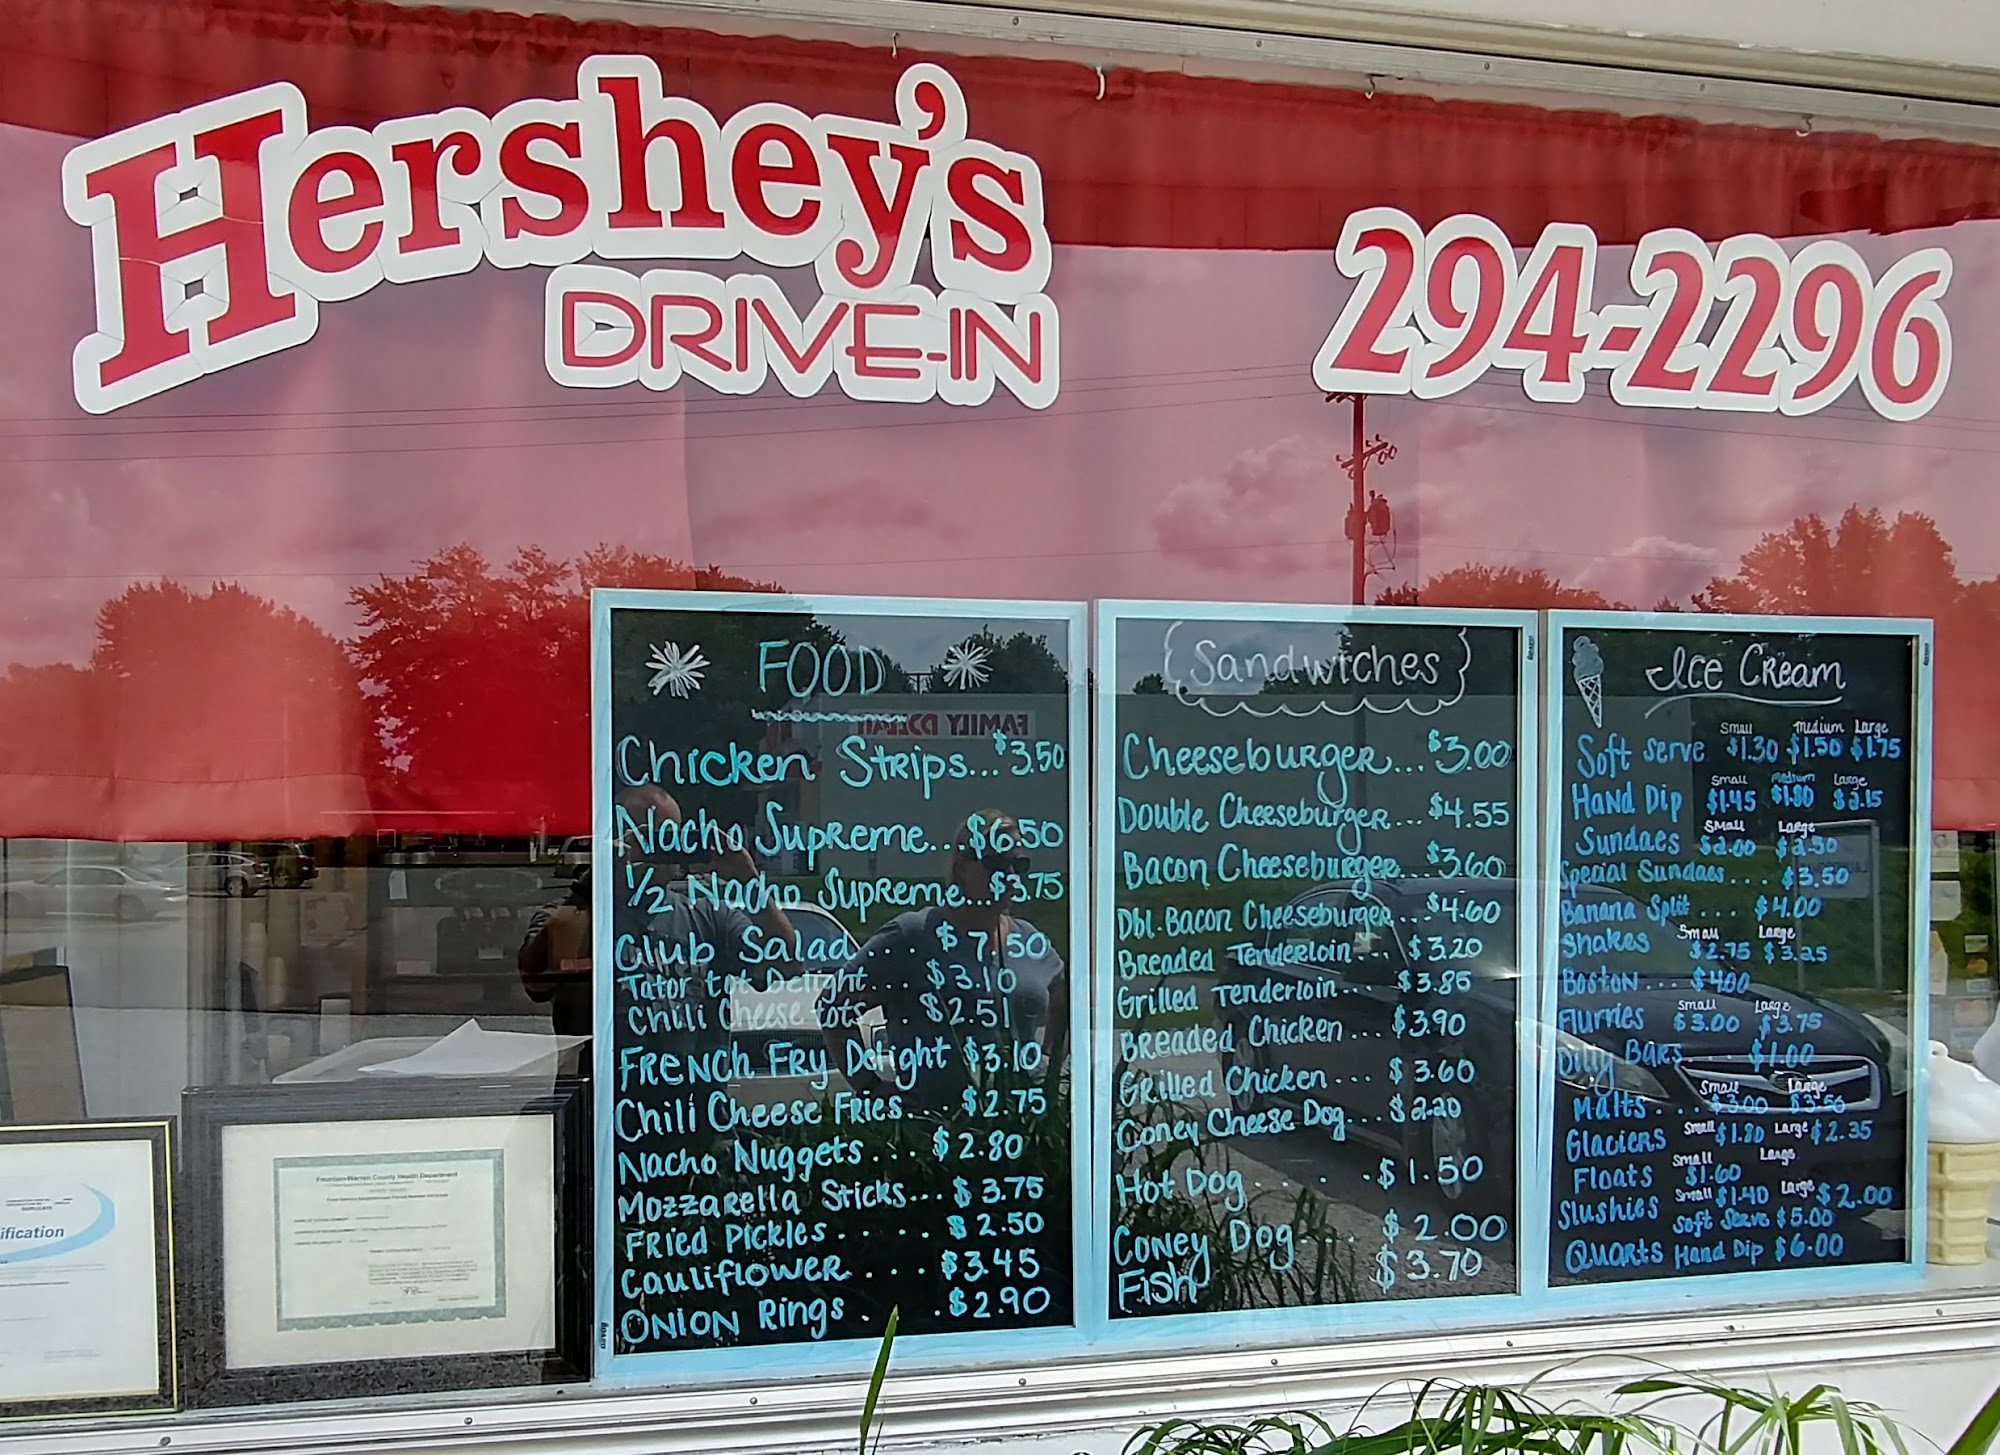 Hershey's
DRIVE-IN
294-2296
FOOD
Chicken Strips...$3.50
Nacho Supreme...$6.50
1/2 Nacho Supreme...$3.75
Club Salad... $7.50
Tator tot Delight... $3.10
Chili Cheese tots... $2.51
French Fry Delight $3.10
Chili Cheese Fries... $2.75
Nacho Nuggets... $2.80
Mozzarella Sticks... $3.75
Fried Pickles..... $2.50
Cauliflower... $3.45
Onion Rings. .$2.90
Sandwiches
Cheeseburger...$3.00
Double Cheeseburger...$4.55
Bacon Cheeseburger...$3.60
Dbl. Bacon Cheeseburger...$4.60
Breaded Tenderloin... $3.20
Grilled Tenderloin... $3.85
Breaded Chicken... $3.90
Grilled Chicken... $3.60
Coney Cheese Dog... $2.20
Hot Dog.....$1.50
Coney Dog... $2.00
Fish $3.70
Ice Cream
Small Medium Large
Soft Serve $1.30 $1.50 $1.75
Small Medium Large
Hand Dip $1.45 $1.80 $2.15
Small Large
Sundaes $2.00 $2.50
Special Sundaes... $3.50
Banana Split... $4.00
Small Large
Shakes $2.75 $3.25
Boston... $4.00
Small Large
Flurries $3.00 $3.75
Dilly Bars... $1.00
Small Large
Malts.... $3.00 $3.50
Glaciers Small $1.80 Large $2.35
Small Large
Floats $1.60
Slushies Small $1.40 Large $2.00
Soft Serve $5.00
Quarts Hand Dip $6.00
FAMILY DOLLAR
Fountain-Warren County Health Department
ification